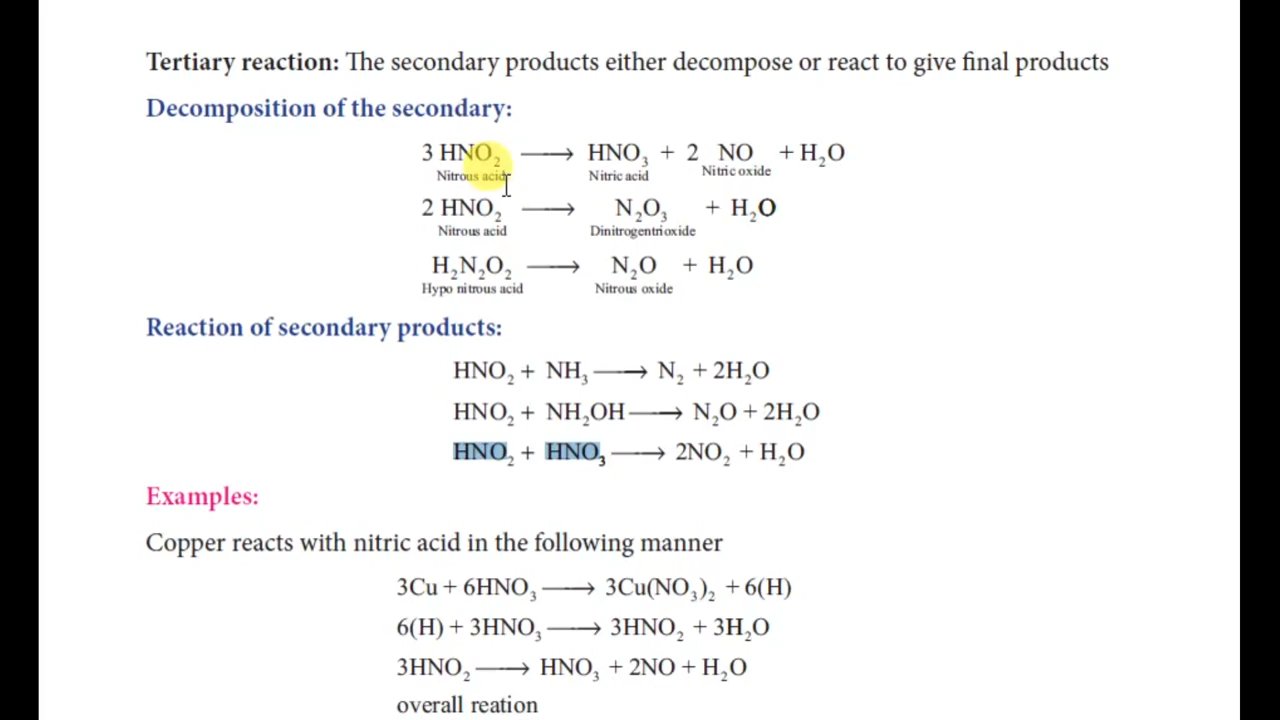 Tertiary reaction: The secondary products either decompose or react to give final products
Decomposition of the secondary:
3 HNO₂ ⟶ HNO₃ + 2 NO + H₂O
Nitrous acid Nitric acid Nitric oxide
2 HNO₂ ⟶ N₂O₃ + H₂O
Nitrous acid Dinitrogentrioxide
H₂N₂O₂ ⟶ N₂O + H₂O
Hypo nitrous acid Nitrous oxide
Reaction of secondary products:
HNO₂ + NH₃ ⟶ N₂ + 2H₂O
HNO₂ + NH₂OH ⟶ N₂O + 2H₂O
HNO₂ + HNO₃ ⟶ 2NO₂ + H₂O
Examples:
Copper reacts with nitric acid in the following manner
3Cu + 6HNO₃ ⟶ 3Cu(NO₃)₂ + 6(H)
6(H) + 3HNO₃ ⟶ 3HNO₂ + 3H₂O
3HNO₂ ⟶ HNO₃ + 2NO + H₂O
overall reation